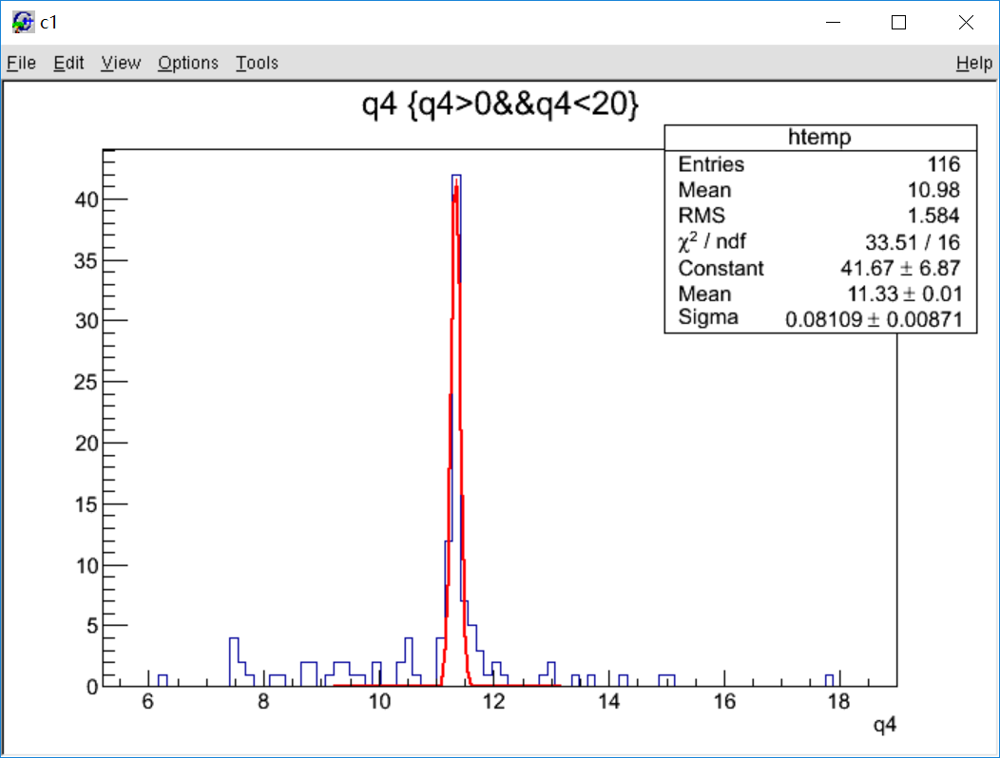 c1
File Edit View Options Tools Help
q4 {q4>0&&q4<20}
htemp
Entries 116
Mean 10.98
RMS 1.584
χ² / ndf 33.51 / 16
Constant 41.67 ± 6.87
Mean 11.33 ± 0.01
Sigma 0.08109 ± 0.00871
40
35
30
25
20
15
10
5
0
6 8 10 12 14 16 18
q4